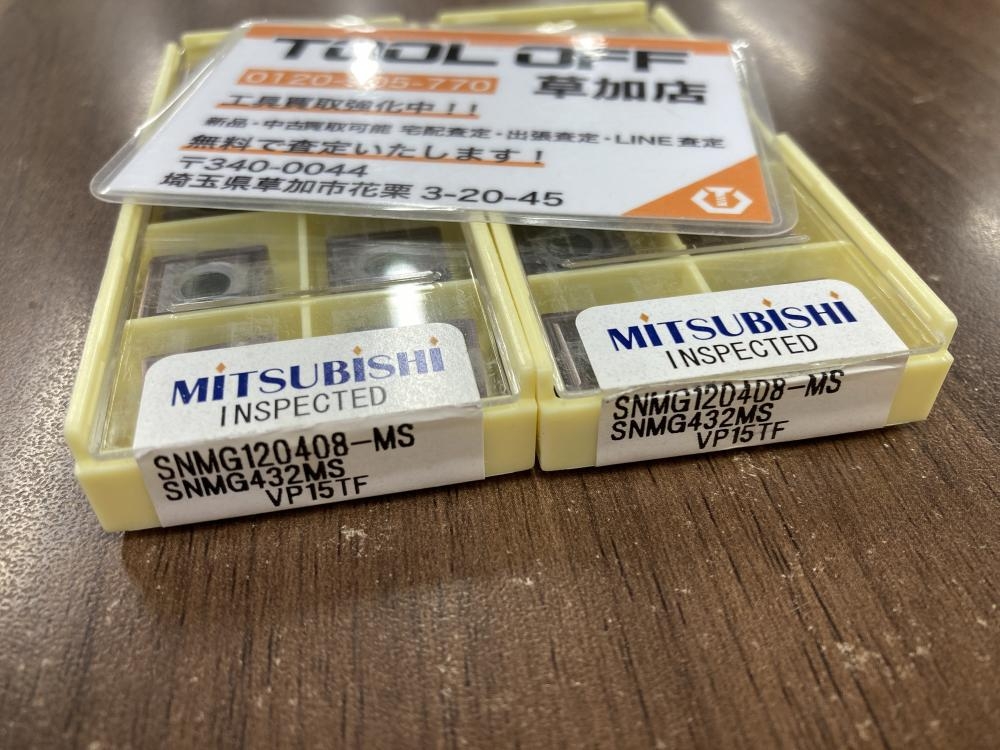 TOOL OFF
0120-305-770
草加店
工具買取強化中！！
新品・中古買取可能 宅配査定・出張査定・LINE査定
無料で査定いたします！
〒340-0044
埼玉県草加市花栗 3-20-45
MITSUBISHI
INSPECTED
SNMG120408-MS
SNMG432MS
VP15TF
MITSUBISHI
INSPECTED
SNMG120408-MS
SNMG432MS
VP15TF